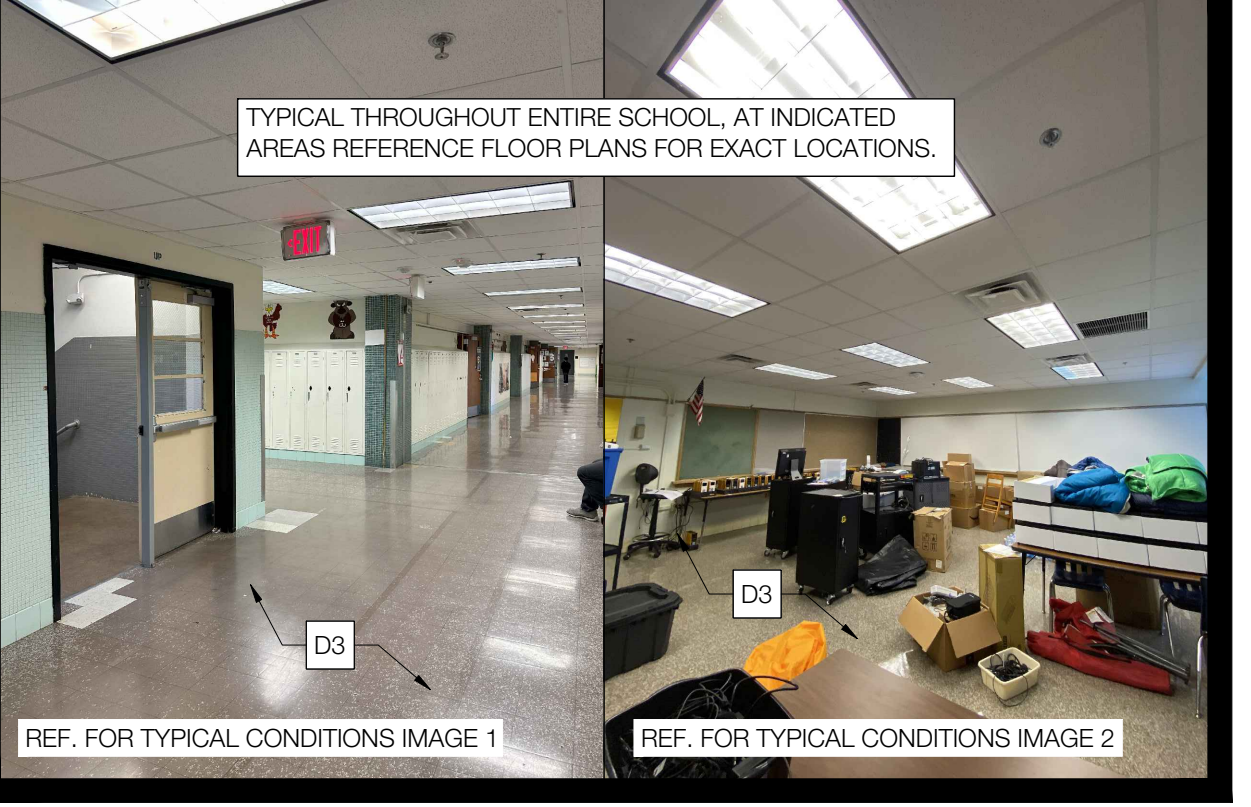 TYPICAL THROUGHOUT ENTIRE SCHOOL, AT INDICATED
AREAS REFERENCE FLOOR PLANS FOR EXACT LOCATIONS.
UP
EXIT
D3
REF. FOR TYPICAL CONDITIONS IMAGE 1
D3
REF. FOR TYPICAL CONDITIONS IMAGE 2